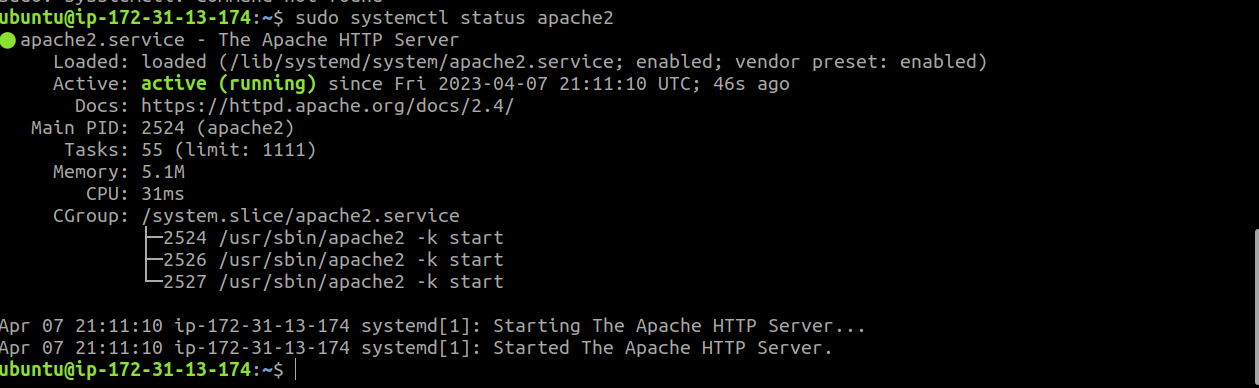 ubuntu@ip-172-31-13-174:~$ sudo systemctl status apache2
● apache2.service - The Apache HTTP Server
     Loaded: loaded (/lib/systemd/system/apache2.service; enabled; vendor preset: enabled)
     Active: active (running) since Fri 2023-04-07 21:11:10 UTC; 46s ago
       Docs: https://httpd.apache.org/docs/2.4/
   Main PID: 2524 (apache2)
      Tasks: 55 (limit: 1111)
     Memory: 5.1M
        CPU: 31ms
     CGroup: /system.slice/apache2.service
             ├─2524 /usr/sbin/apache2 -k start
             ├─2526 /usr/sbin/apache2 -k start
             └─2527 /usr/sbin/apache2 -k start

Apr 07 21:11:10 ip-172-31-13-174 systemd[1]: Starting The Apache HTTP Server...
Apr 07 21:11:10 ip-172-31-13-174 systemd[1]: Started The Apache HTTP Server.
ubuntu@ip-172-31-13-174:~$